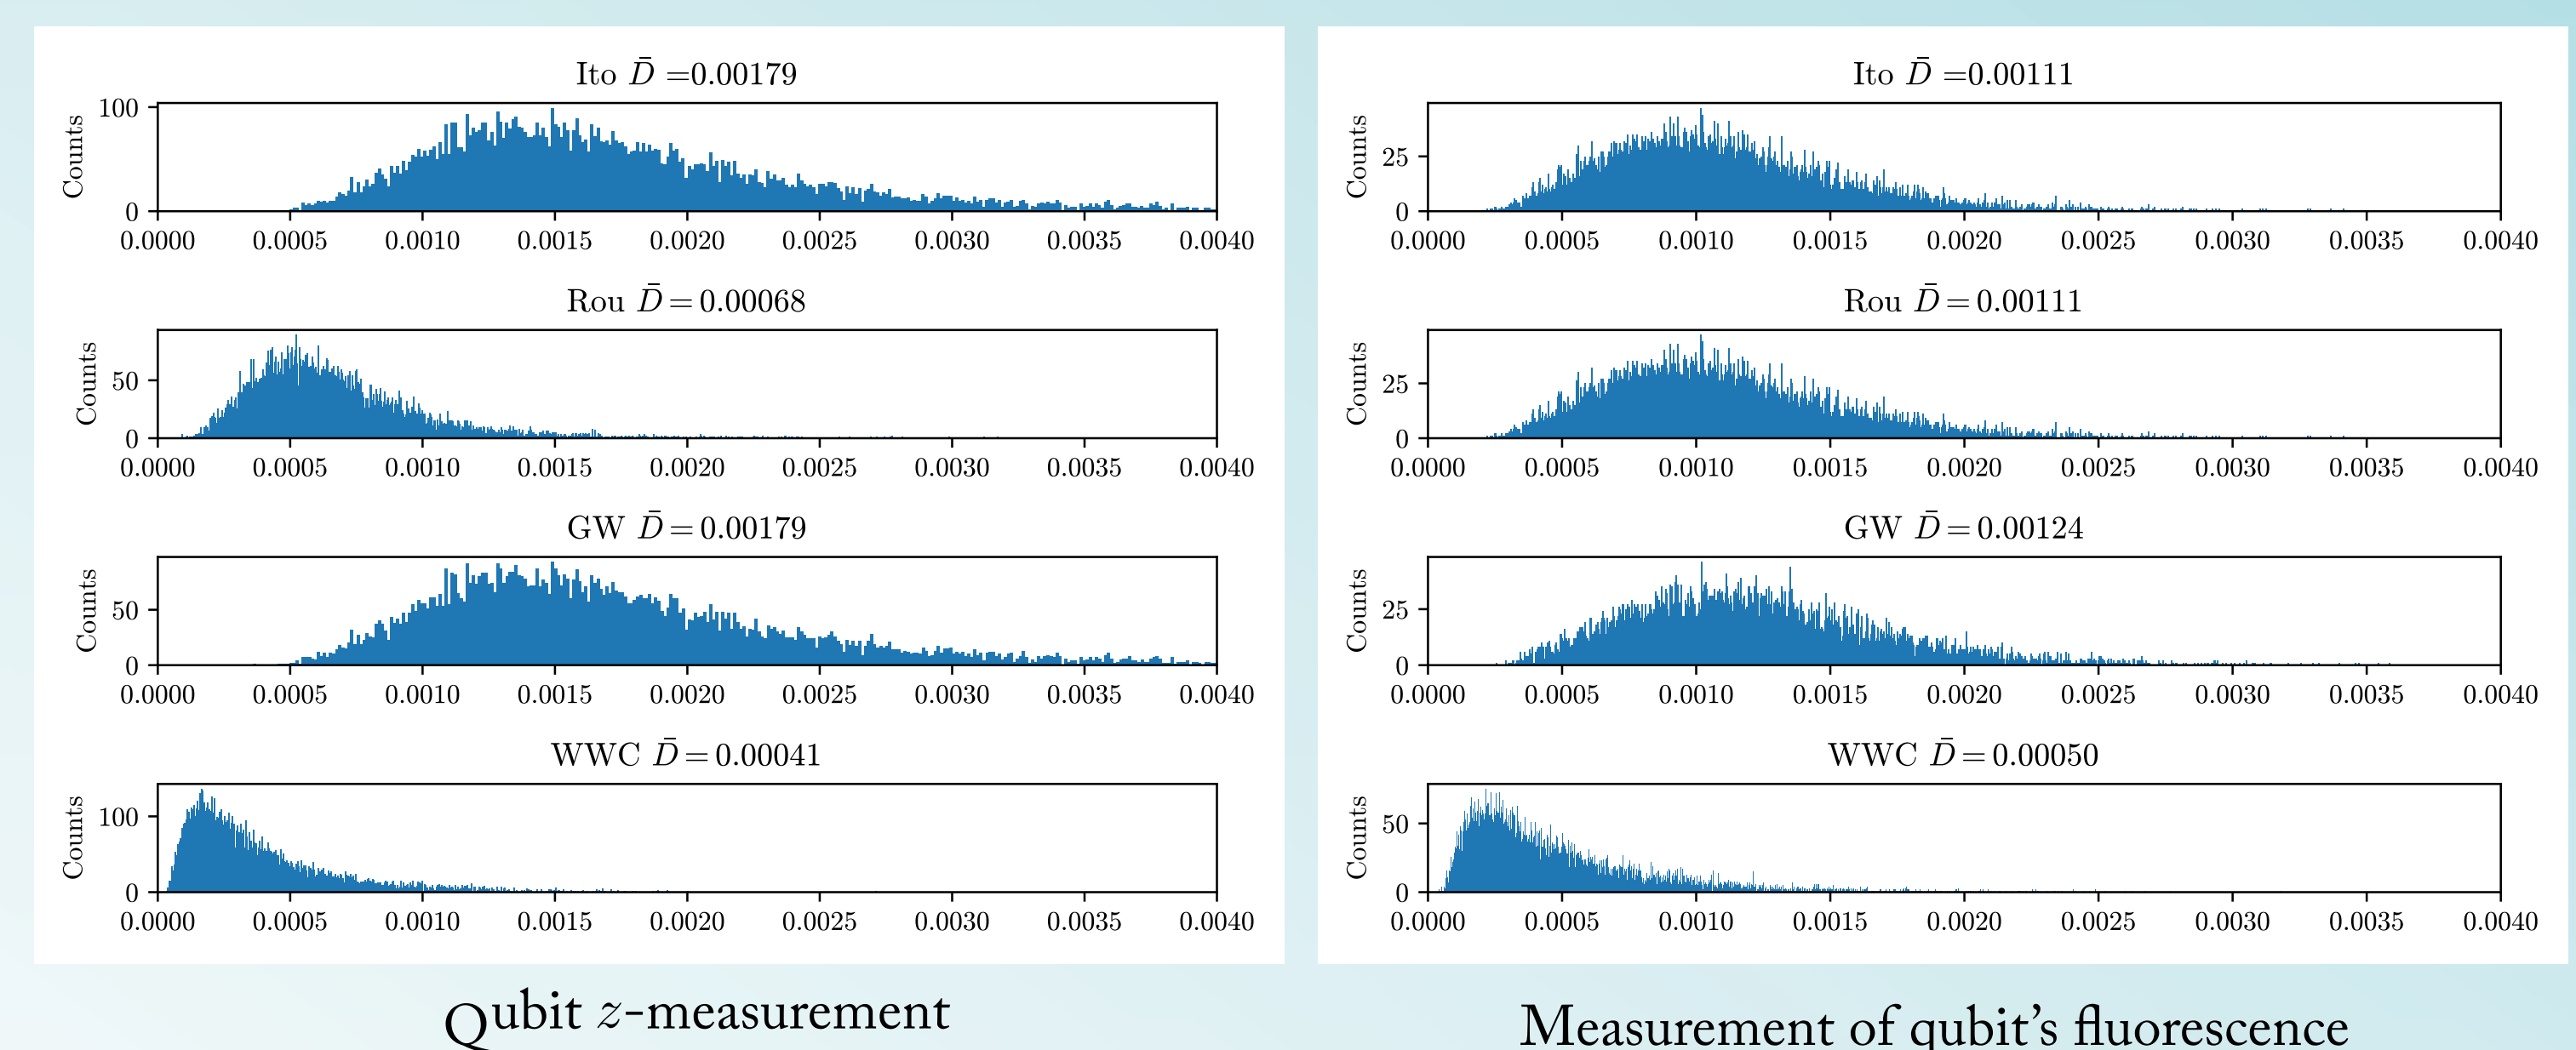 Ito D̄ =0.00179
Counts
100
0
0.0000 0.0005 0.0010 0.0015 0.0020 0.0025 0.0030 0.0035 0.0040
Rou D̄ = 0.00068
Counts
50
0
0.0000 0.0005 0.0010 0.0015 0.0020 0.0025 0.0030 0.0035 0.0040
GW D̄ = 0.00179
Counts
50
0
0.0000 0.0005 0.0010 0.0015 0.0020 0.0025 0.0030 0.0035 0.0040
WWC D̄ = 0.00041
Counts
100
0
0.0000 0.0005 0.0010 0.0015 0.0020 0.0025 0.0030 0.0035 0.0040
Qubit z-measurement
Ito D̄ =0.00111
Counts
25
0
0.0000 0.0005 0.0010 0.0015 0.0020 0.0025 0.0030 0.0035 0.0040
Rou D̄ = 0.00111
Counts
25
0
0.0000 0.0005 0.0010 0.0015 0.0020 0.0025 0.0030 0.0035 0.0040
GW D̄ = 0.00124
Counts
25
0
0.0000 0.0005 0.0010 0.0015 0.0020 0.0025 0.0030 0.0035 0.0040
WWC D̄ = 0.00050
Counts
50
0
0.0000 0.0005 0.0010 0.0015 0.0020 0.0025 0.0030 0.0035 0.0040
Measurement of qubit’s fluorescence